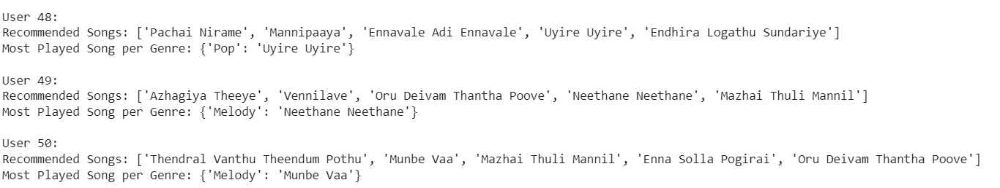 User 48:
Recommended Songs: ['Pachai Nirame', 'Mannipaaya', 'Ennavale Adi Ennavale', 'Uyire Uyire', 'Endhira Logathu Sundariye']
Most Played Song per Genre: {'Pop': 'Uyire Uyire'}
User 49:
Recommended Songs: ['Azhagiya Theeye', 'Vennilave', 'Oru Deivam Thantha Poove', 'Neethane Neethane', 'Mazhai Thuli Mannil']
Most Played Song per Genre: {'Melody': 'Neethane Neethane'}
User 50:
Recommended Songs: ['Thendral Vanthu Theendum Pothu', 'Munbe Vaa', 'Mazhai Thuli Mannil', 'Enna Solla Pogirai', 'Oru Deivam Thantha Poove']
Most Played Song per Genre: {'Melody': 'Munbe Vaa'}